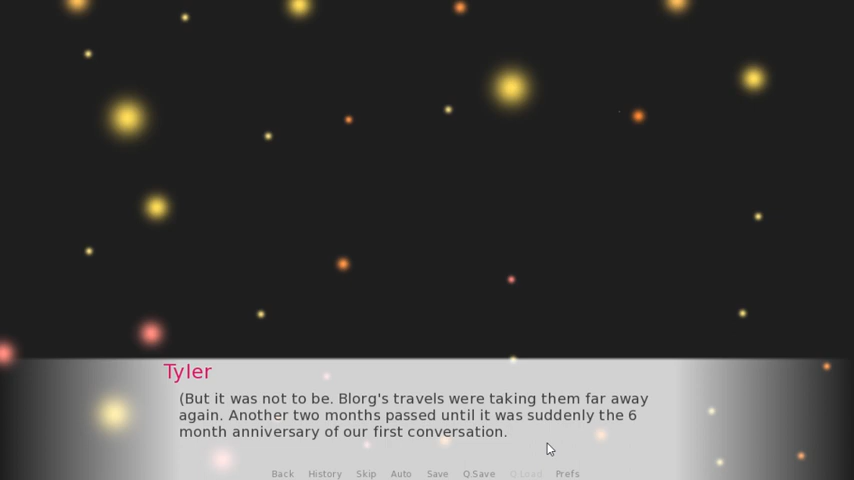 Tyler
(But it was not to be. Blorg's travels were taking them far away
again. Another two months passed until it was suddenly the 6
month anniversary of our first conversation.
Back History Skip Auto Save Q.Save Q.Load Prefs